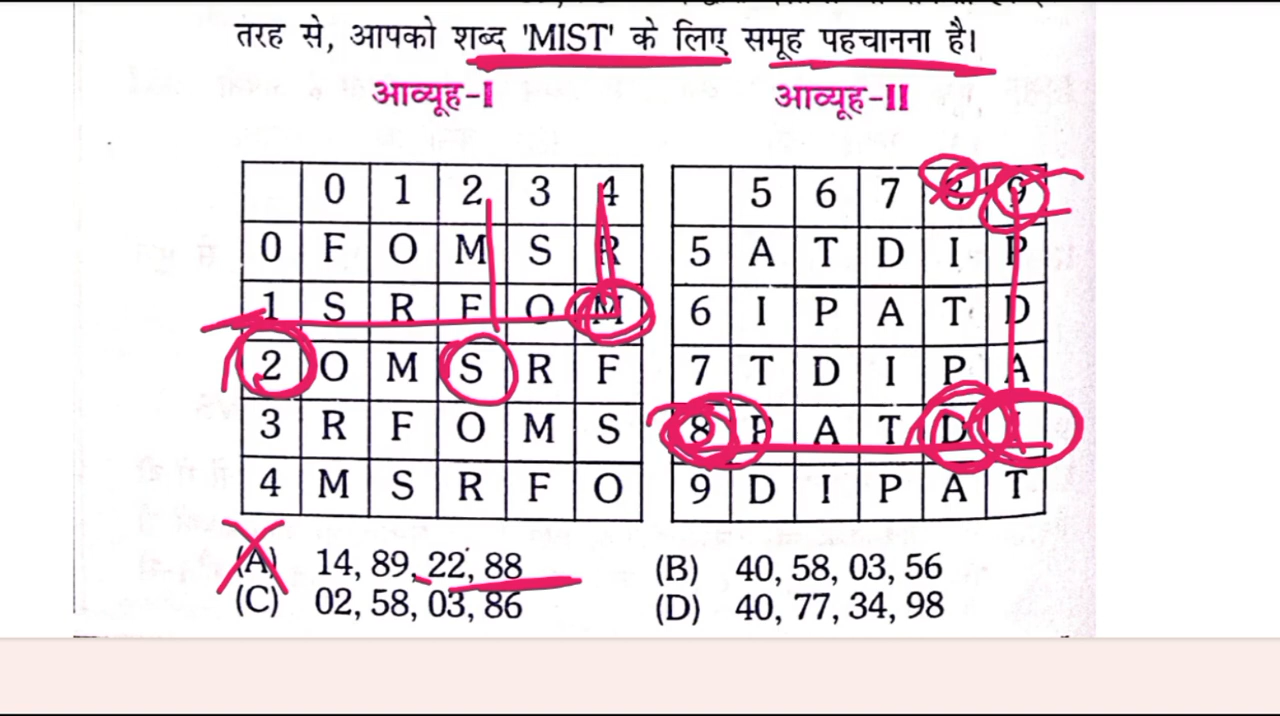 तरह से, आपको शब्द 'MIST' के लिए समूह पहचानना है।
आव्यूह-I
आव्यूह-II
0 1 2 3 4
0 F O M S R
1 S R F O M
2 O M S R F
3 R F O M S
4 M S R F O
5 6 7 8 9
5 A T D I P
6 I P A T D
7 T D I P A
8 P A T D I
9 D I P A T
(A) 14, 89, 22, 88
(B) 40, 58, 03, 56
(C) 02, 58, 03, 86
(D) 40, 77, 34, 98